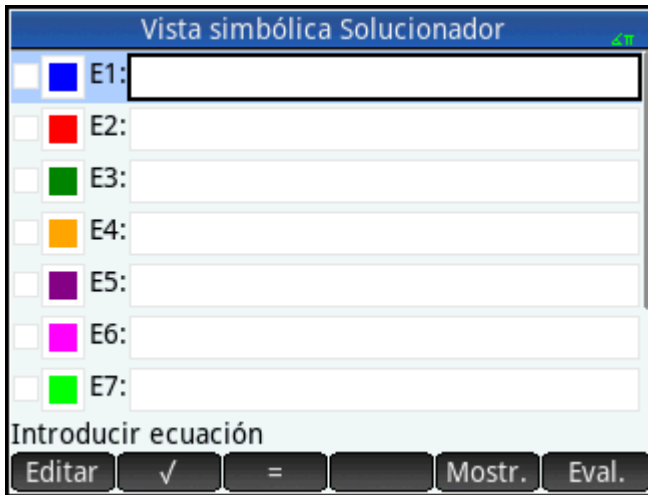 Vista simbólica Solucionador ∡π
E1:
E2:
E3:
E4:
E5:
E6:
E7:
Introducir ecuación
Editar √ = Mostr. Eval.